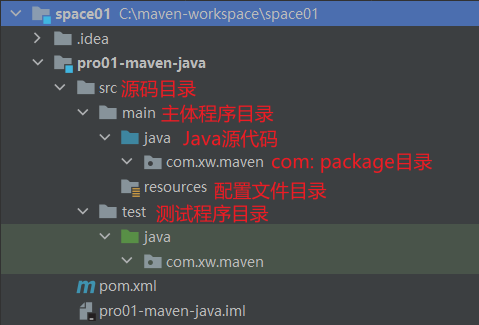 space01 C:\maven-workspace\space01
.idea
pro01-maven-java
src 源码目录
main 主体程序目录
java Java源代码
com.xw.maven com: package目录
resources 配置文件目录
test 测试程序目录
java
com.xw.maven
pom.xml
pro01-maven-java.iml